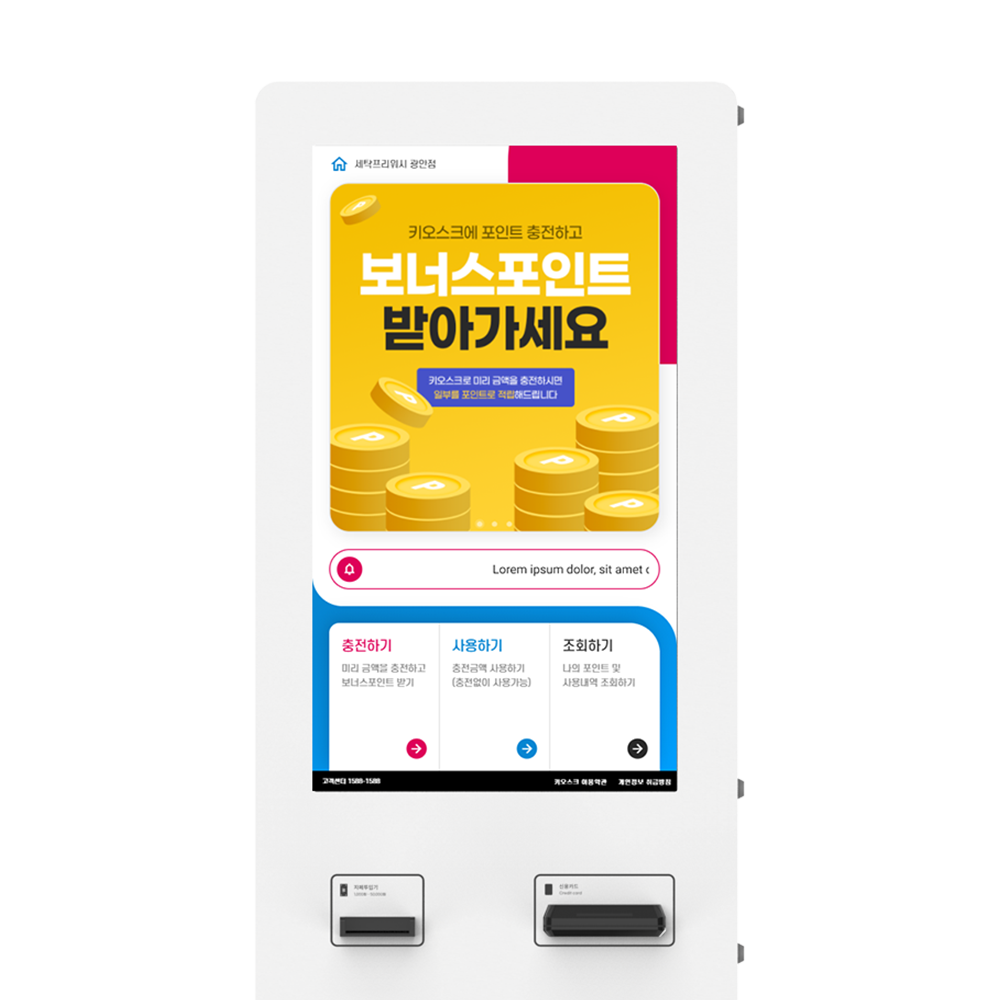 세탁프리워시 광안점
키오스크에 포인트 충전하고
보너스포인트
받아가세요
키오스크로 미리 금액을 충전하시면
일부를 포인트로 적립해드립니다
Lorem ipsum dolor, sit amet
충전하기
미리 금액을 충전하고
보너스포인트 받기
사용하기
충전금액 사용하기
(충전없이 사용가능)
조회하기
나의 포인트 및
사용내역 조회하기
고객센터 1588-1588
키오스크 이용약관 개인정보 취급방침
지폐투입기
신용카드
Credit card